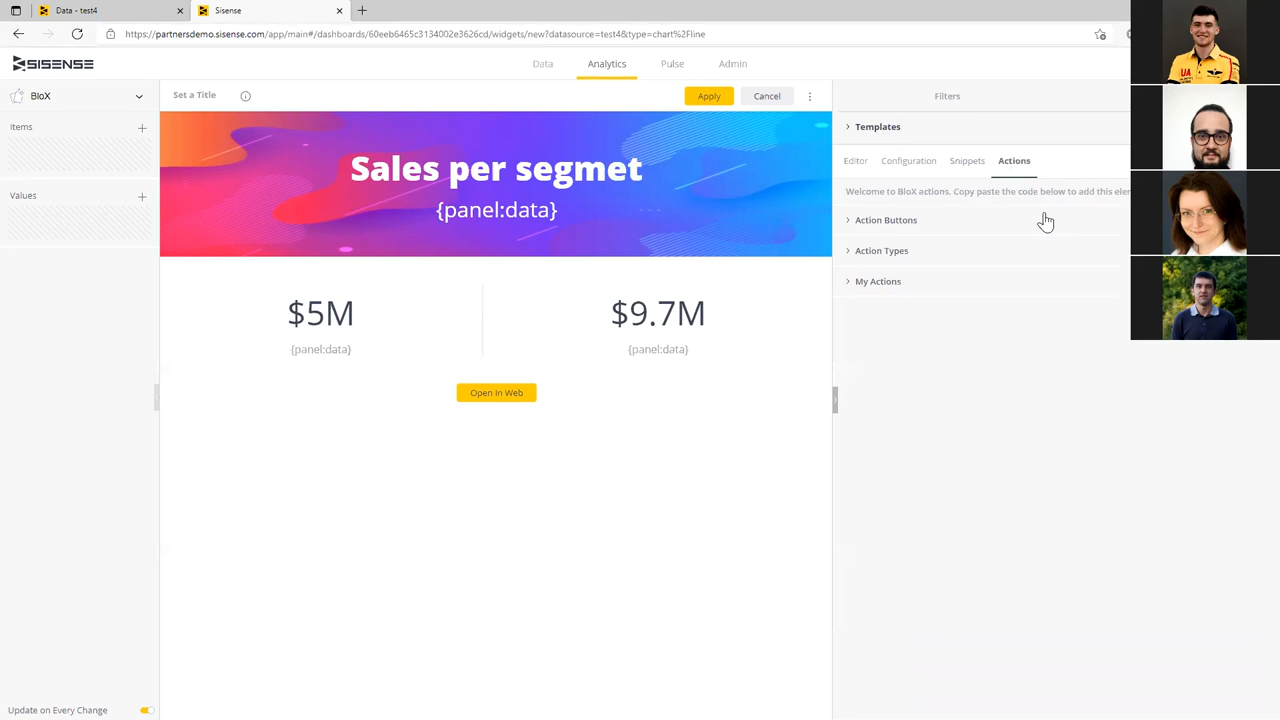 Data - test4
Sisense
https://partnersdemo.sisense.com/app/main#/dashboards/60eeb6465c3134002e3626cd/widgets/new?datasource=test4&type=chart%2Fline
SISENSE
Data
Analytics
Pulse
Admin
BloX
Set a Title
Apply
Cancel
Filters
Items
Templates
Sales per segmet
{panel:data}
Editor
Configuration
Snippets
Actions
Welcome to BloX actions. Copy paste the code below to add this ele
Values
Action Buttons
Action Types
My Actions
$5M
{panel:data}
$9.7M
{panel:data}
Open In Web
UA
Update on Every Change